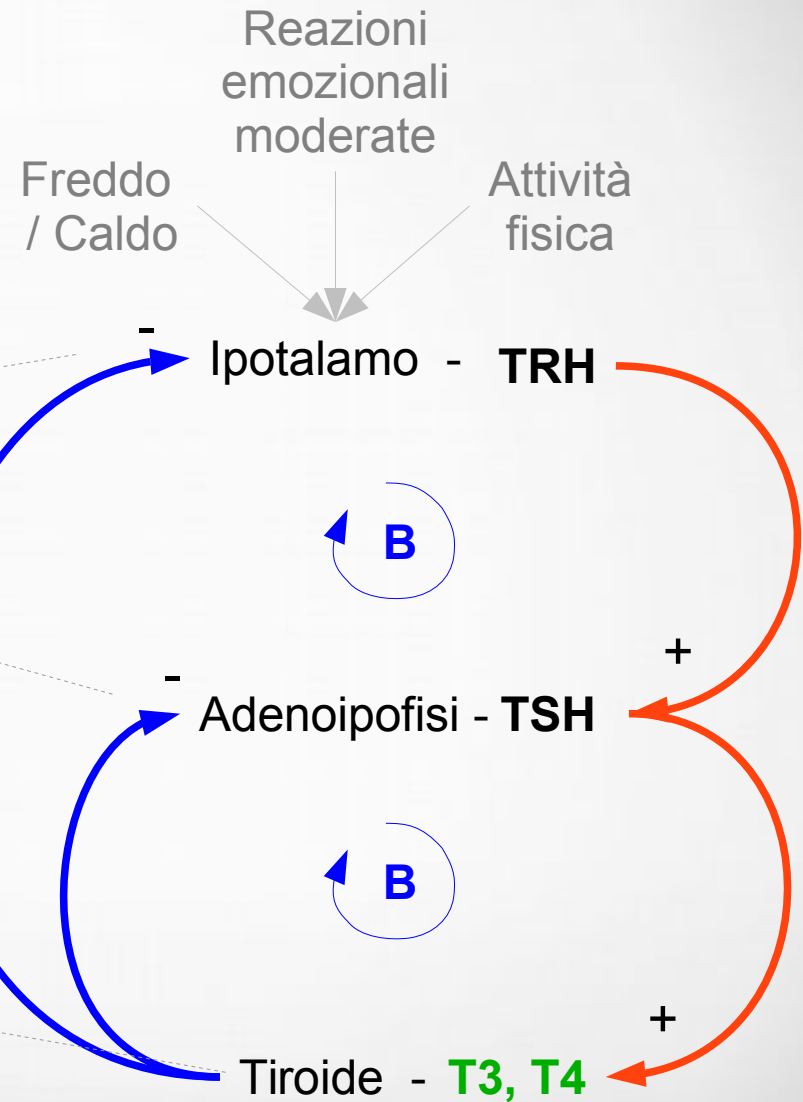 Reazioni
emozionali
moderate
Freddo
/ Caldo
Attività
fisica
-
Ipotalamo - TRH
B
+
-
Adenoipofisi - TSH
B
+
Tiroide - T3, T4